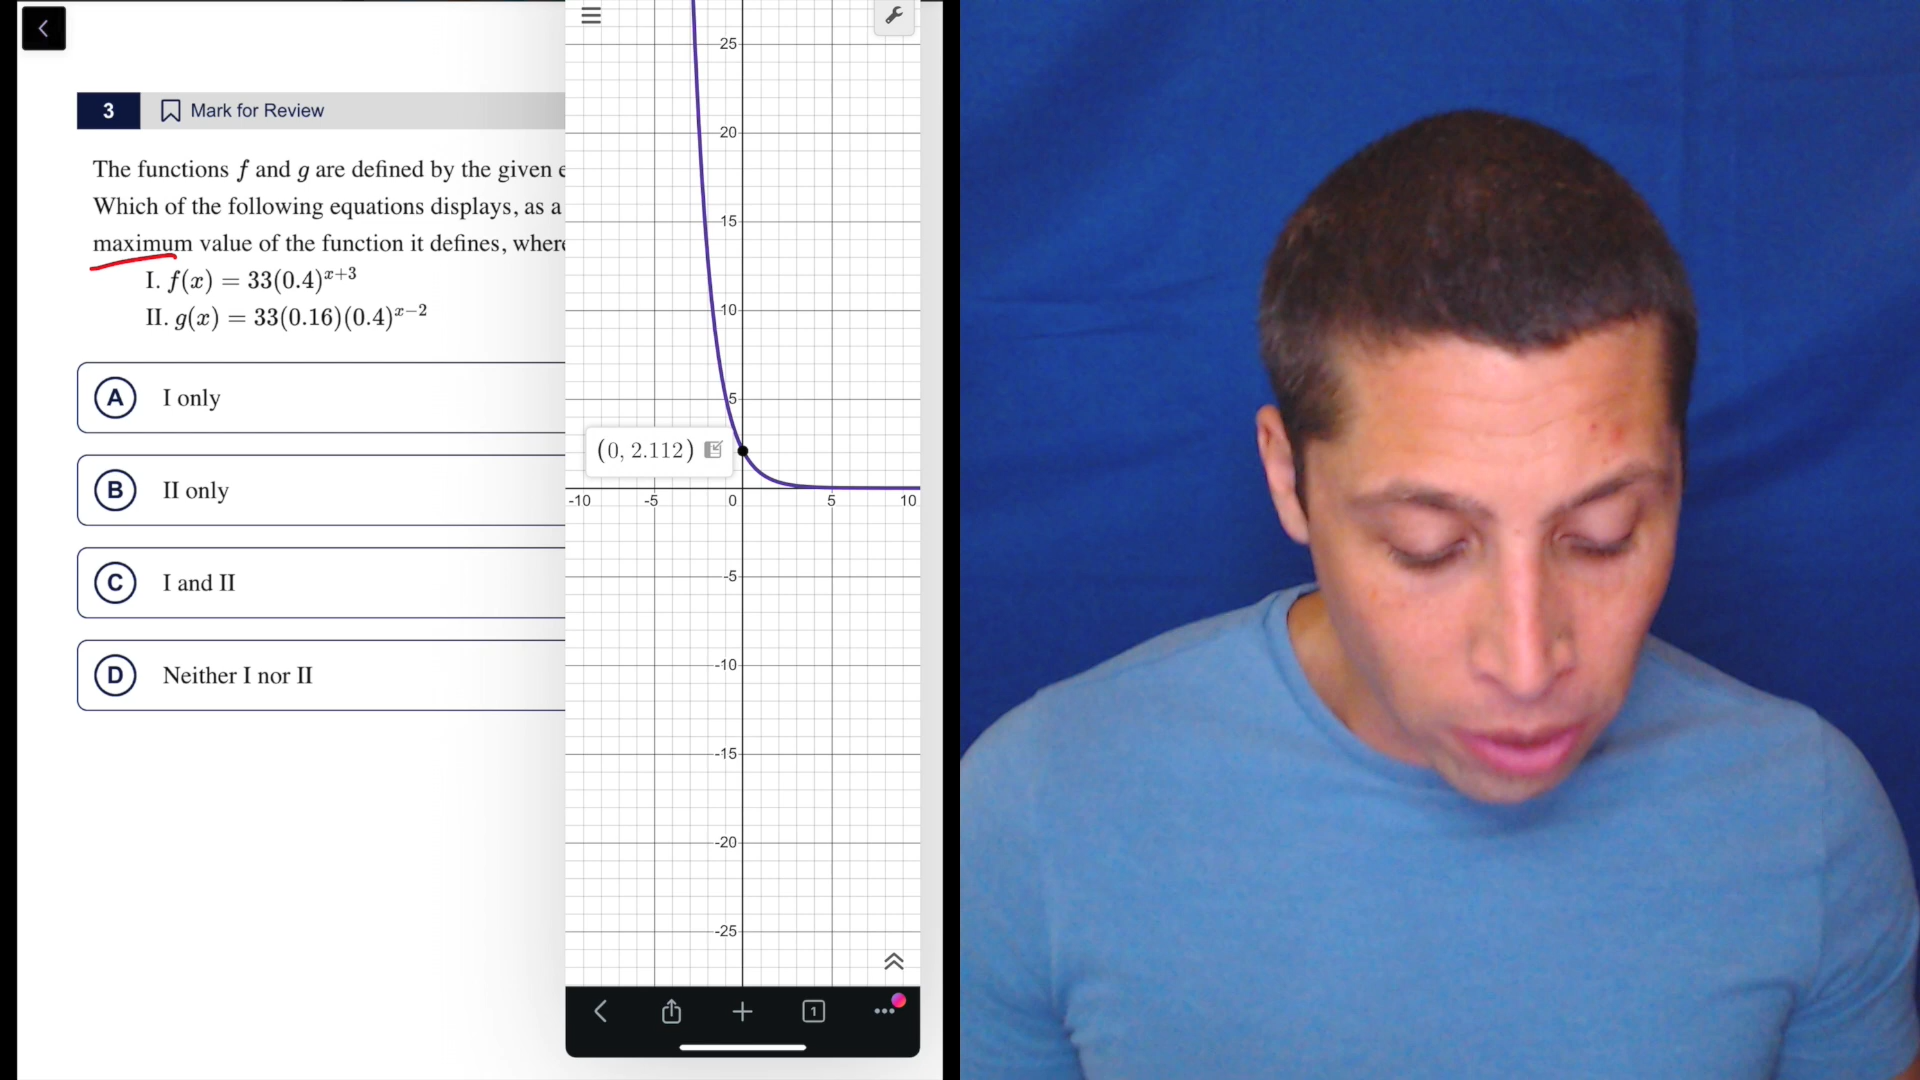 3 Mark for Review
The functions f and g are defined by the given e
Which of the following equations displays, as a
maximum value of the function it defines, where
I. f(x) = 33(0.4)^{x+3}
II. g(x) = 33(0.16)(0.4)^{x−2}
A I only
B II only
C I and II
D Neither I nor II
25
20
15
10
5
(0, 2.112)
-10 -5 0 5 10
-5
-10
-15
-20
-25
1